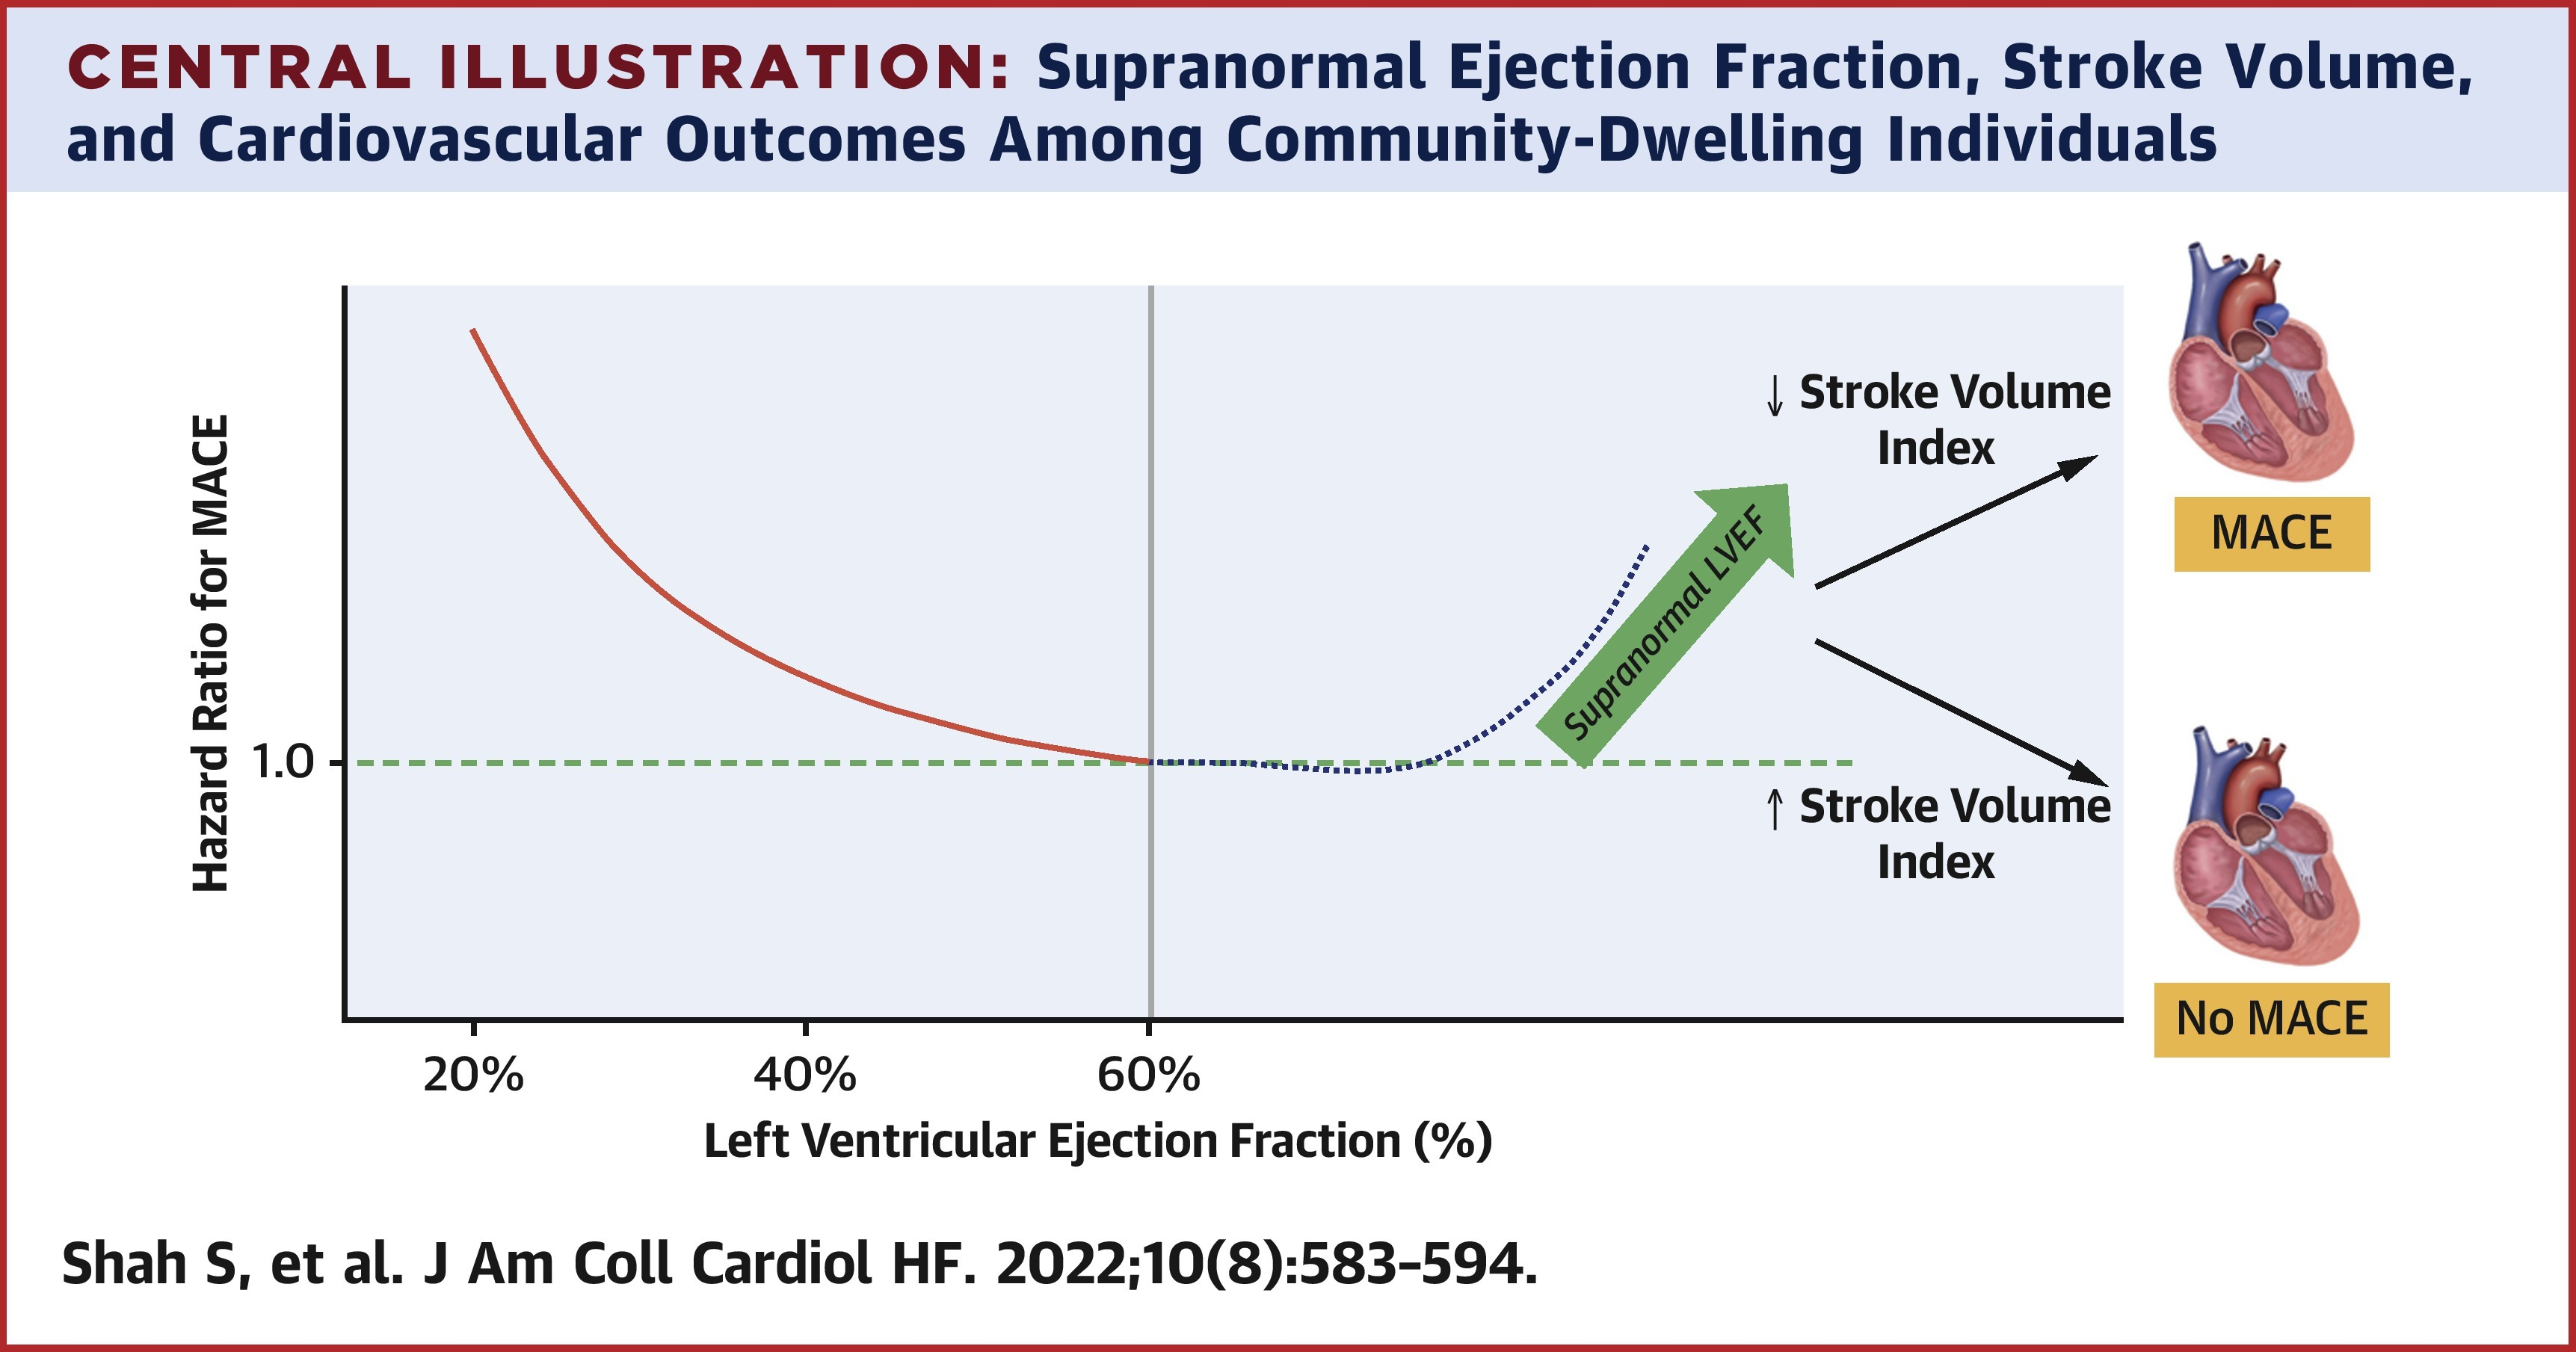 CENTRAL ILLUSTRATION: Supranormal Ejection Fraction, Stroke Volume,
and Cardiovascular Outcomes Among Community-Dwelling Individuals
Hazard Ratio for MACE
1.0
20%
40%
60%
Left Ventricular Ejection Fraction (%)
Supranormal LVEF
↓ Stroke Volume
Index
MACE
↑ Stroke Volume
Index
No MACE
Shah S, et al. J Am Coll Cardiol HF. 2022;10(8):583–594.